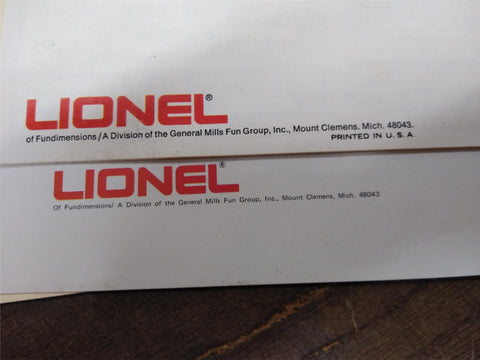 LIONEL®
of Fundimensions/A Division of the General Mills Fun Group, Inc., Mount Clemens, Mich. 48043.
PRINTED IN U. S. A.
LIONEL®
Of Fundimensions/ A Division of the General Mills Fun Group, Inc., Mount Clemens, Mich. 48043